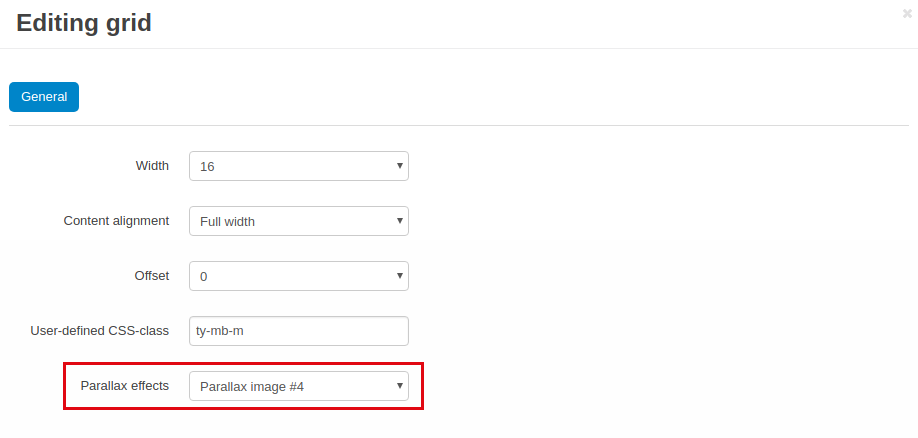 Editing grid
General
Width 16
Content alignment Full width
Offset 0
User-defined CSS-class ty-mb-m
Parallax effects Parallax image #4